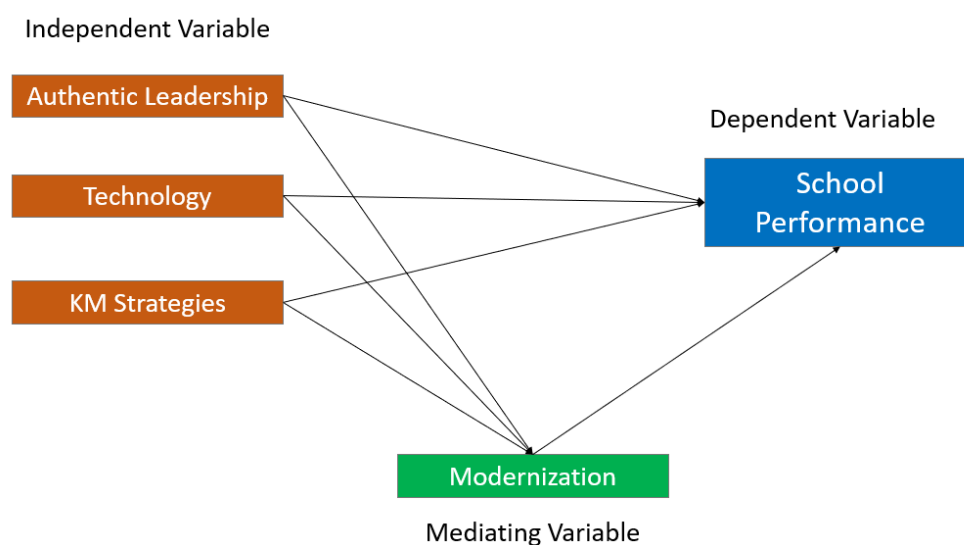 Independent Variable
Authentic Leadership
Technology
KM Strategies
Dependent Variable
School
Performance
Modernization
Mediating Variable